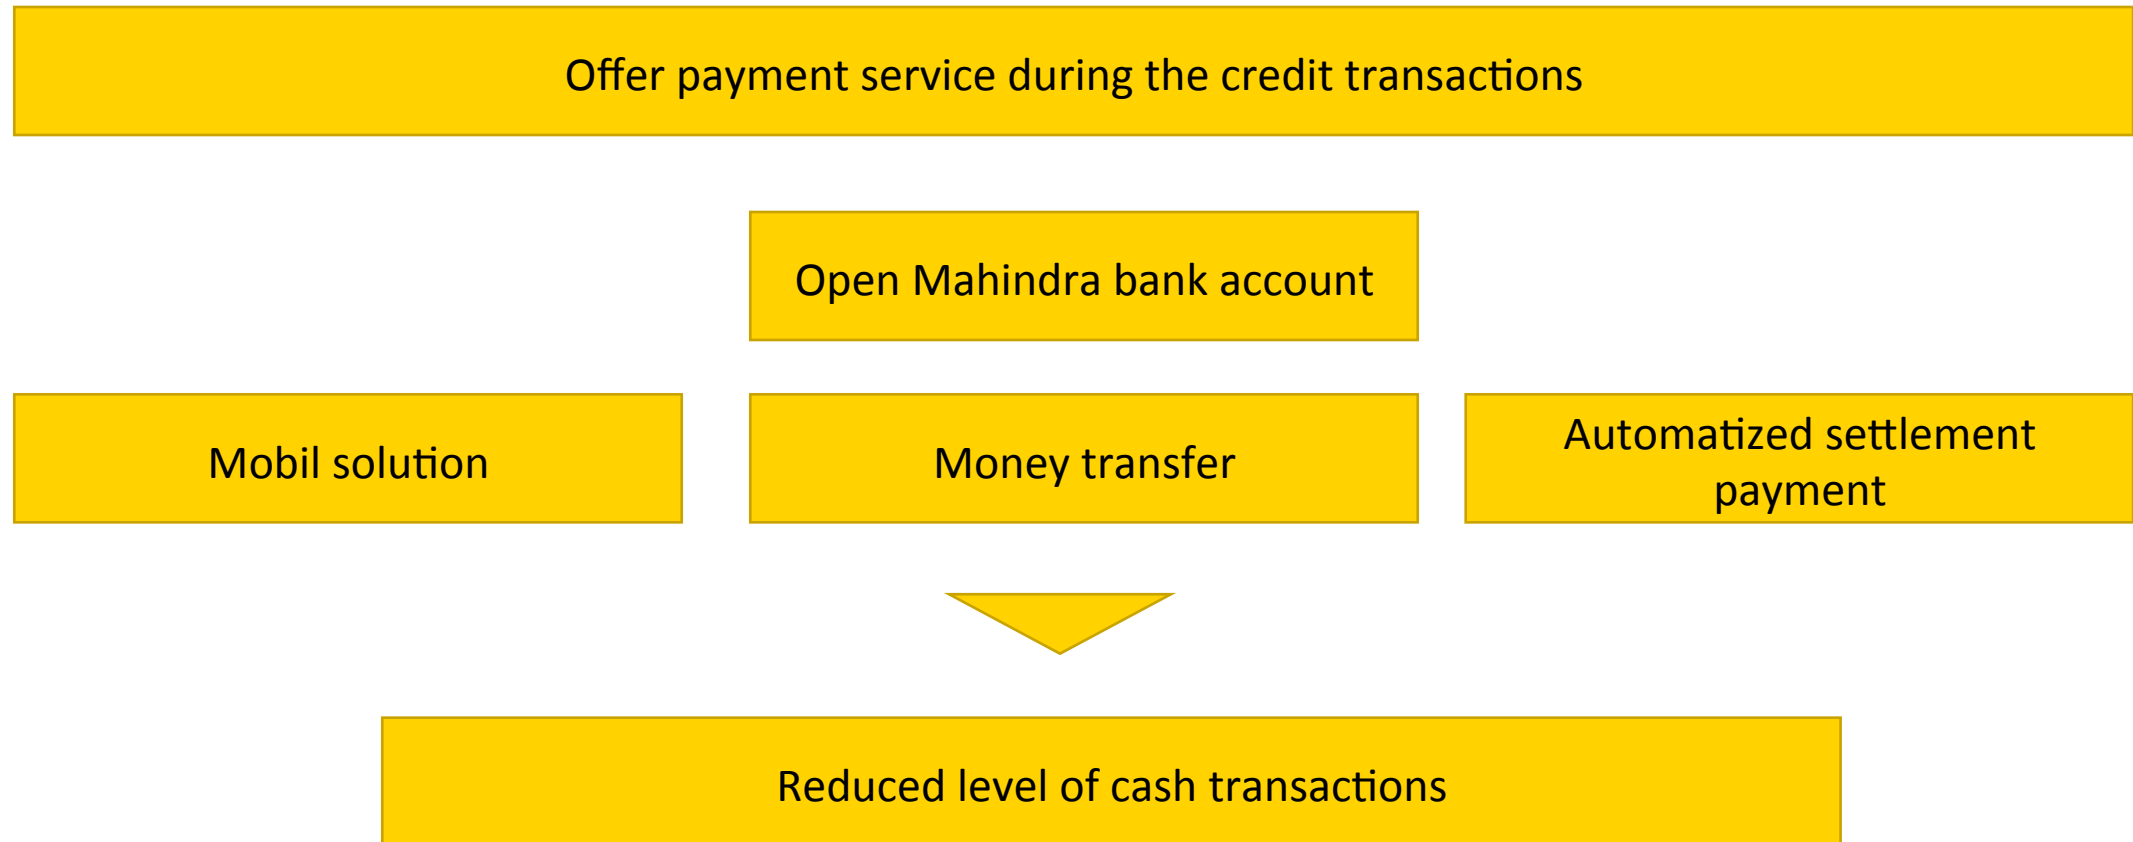 Offer payment service during the credit transactions
Open Mahindra bank account
Mobil solution
Money transfer
Automatized settlement
payment
Reduced level of cash transactions